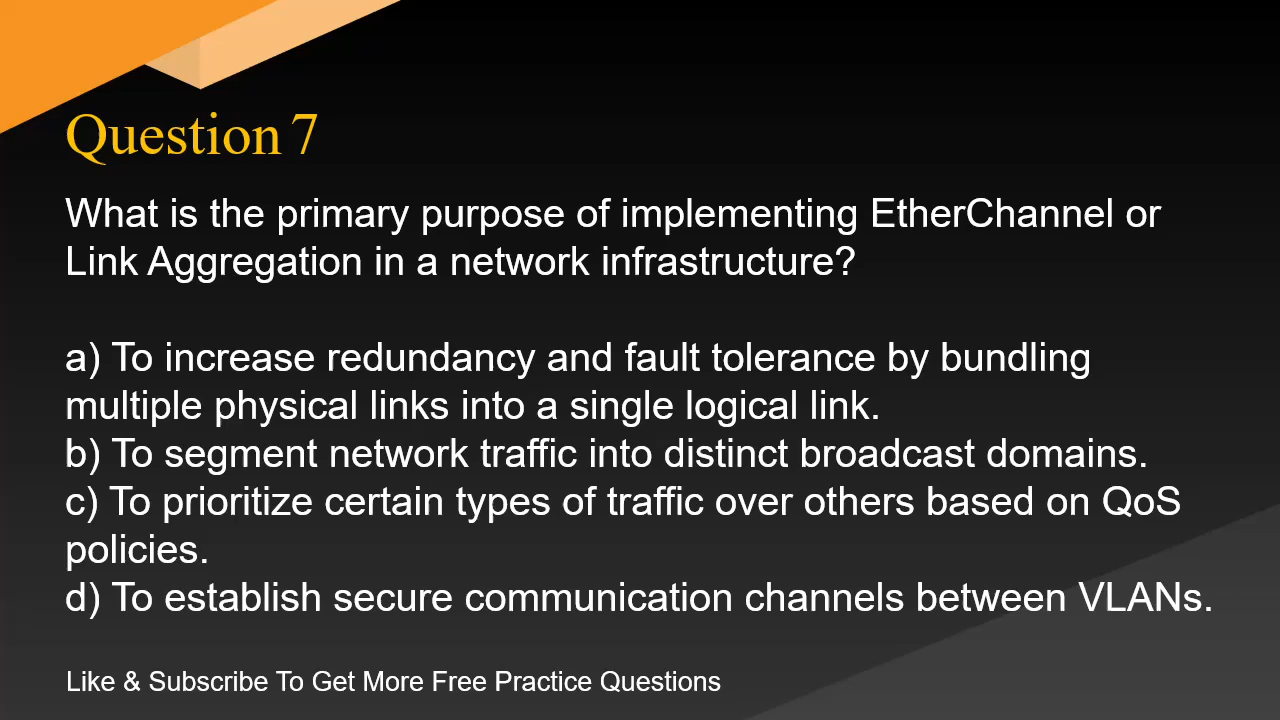 Question 7
What is the primary purpose of implementing EtherChannel or
Link Aggregation in a network infrastructure?
a) To increase redundancy and fault tolerance by bundling
multiple physical links into a single logical link.
b) To segment network traffic into distinct broadcast domains.
c) To prioritize certain types of traffic over others based on QoS
policies.
d) To establish secure communication channels between VLANs.
Like & Subscribe To Get More Free Practice Questions